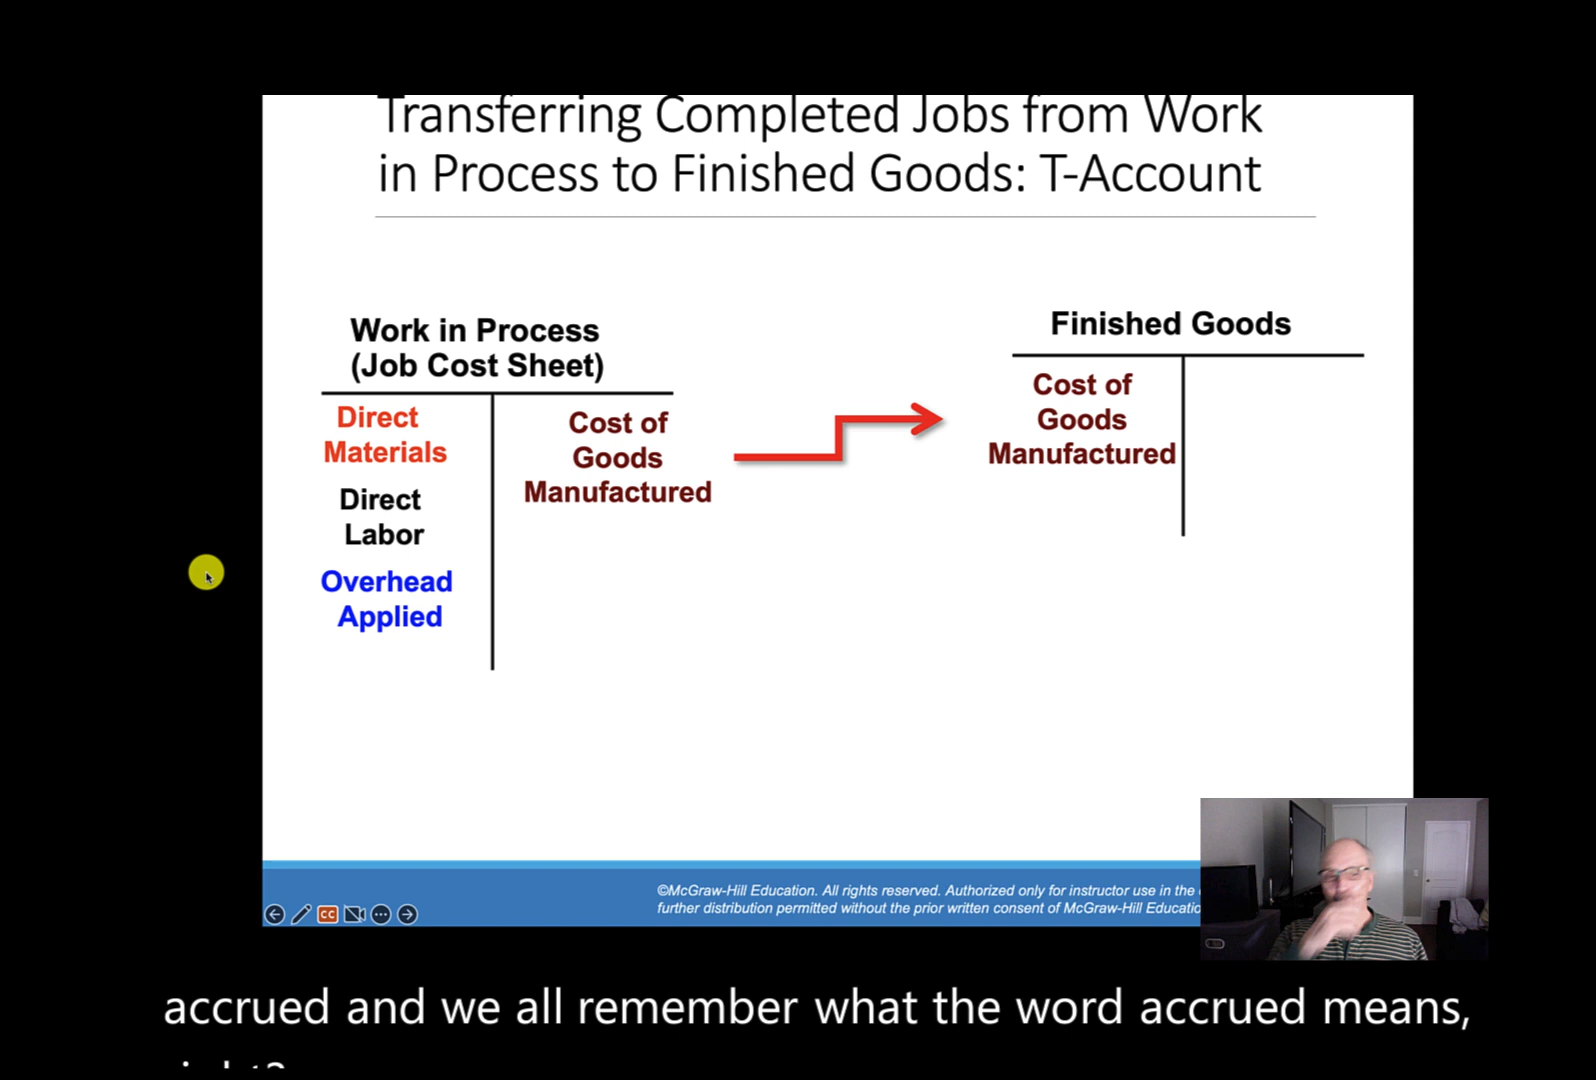 Transferring Completed Jobs from Work
in Process to Finished Goods: T-Account
Work in Process
(Job Cost Sheet)
Direct
Materials
Direct
Labor
Overhead
Applied
Cost of
Goods
Manufactured
Finished Goods
Cost of
Goods
Manufactured
CC
©McGraw-Hill Education. All rights reserved. Authorized only for instructor use in the
further distribution permitted without the prior written consent of McGraw-Hill
accrued and we all remember what the word accrued means,